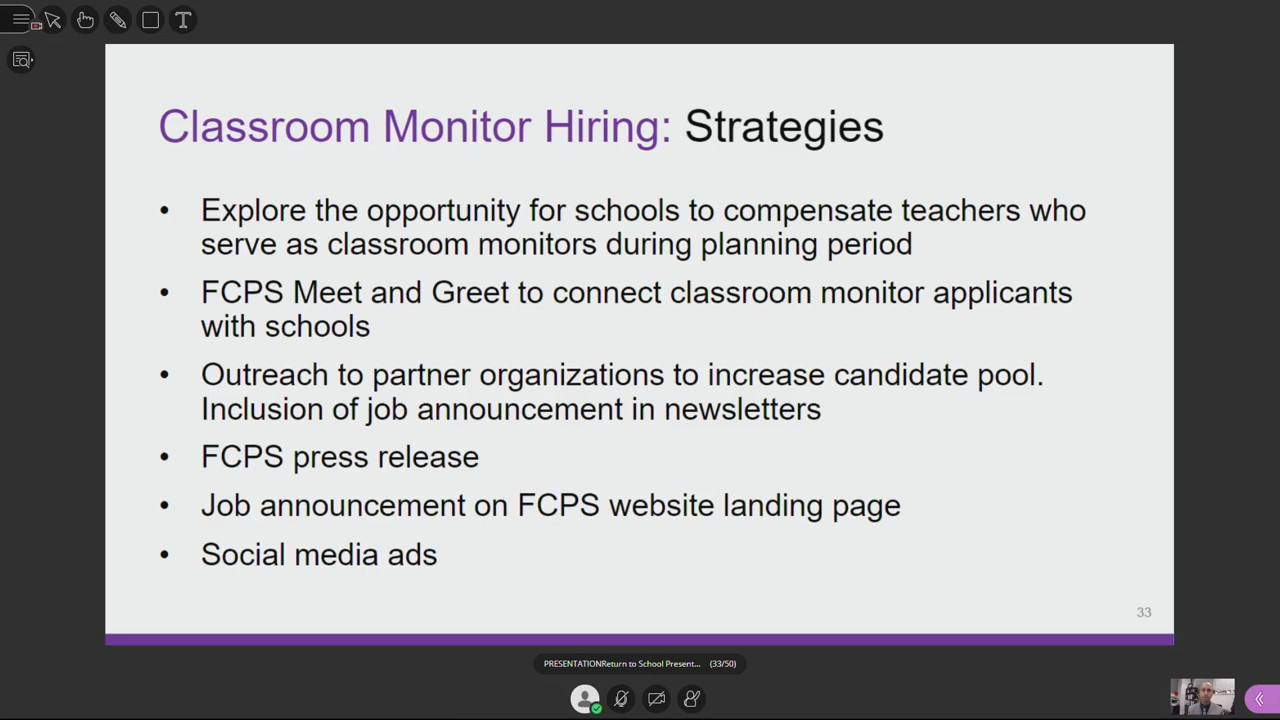 T
Classroom Monitor Hiring: Strategies
• Explore the opportunity for schools to compensate teachers who
serve as classroom monitors during planning period
• FCPS Meet and Greet to connect classroom monitor applicants
with schools
• Outreach to partner organizations to increase candidate pool.
Inclusion of job announcement in newsletters
• FCPS press release
• Job announcement on FCPS website landing page
• Social media ads
33
PRESENTATIONReturn to School Present... (33/50)